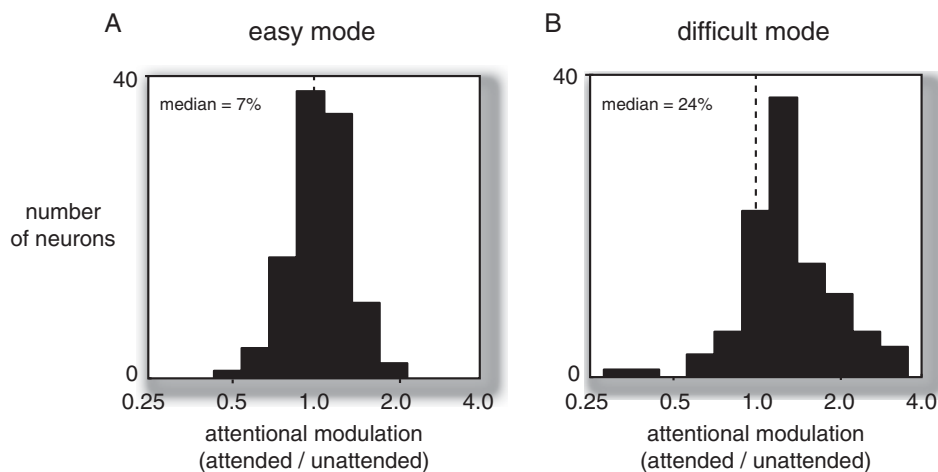 A
easy mode
40
median = 7%
number
of neurons
0
0.25 0.5 1.0 2.0 4.0
attentional modulation
(attended / unattended)
B
difficult mode
40
median = 24%
0
0.25 0.5 1.0 2.0 4.0
attentional modulation
(attended / unattended)